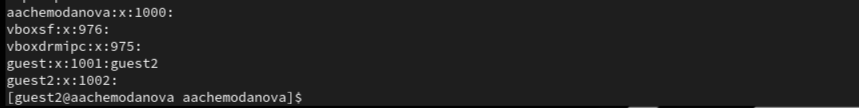 aachemodanova:x:1000:
vboxsf:x:976:
vboxdrmipc:x:975:
guest:x:1001:guest2
guest2:x:1002:
[guest2@aachemodanova aachemodanova]$